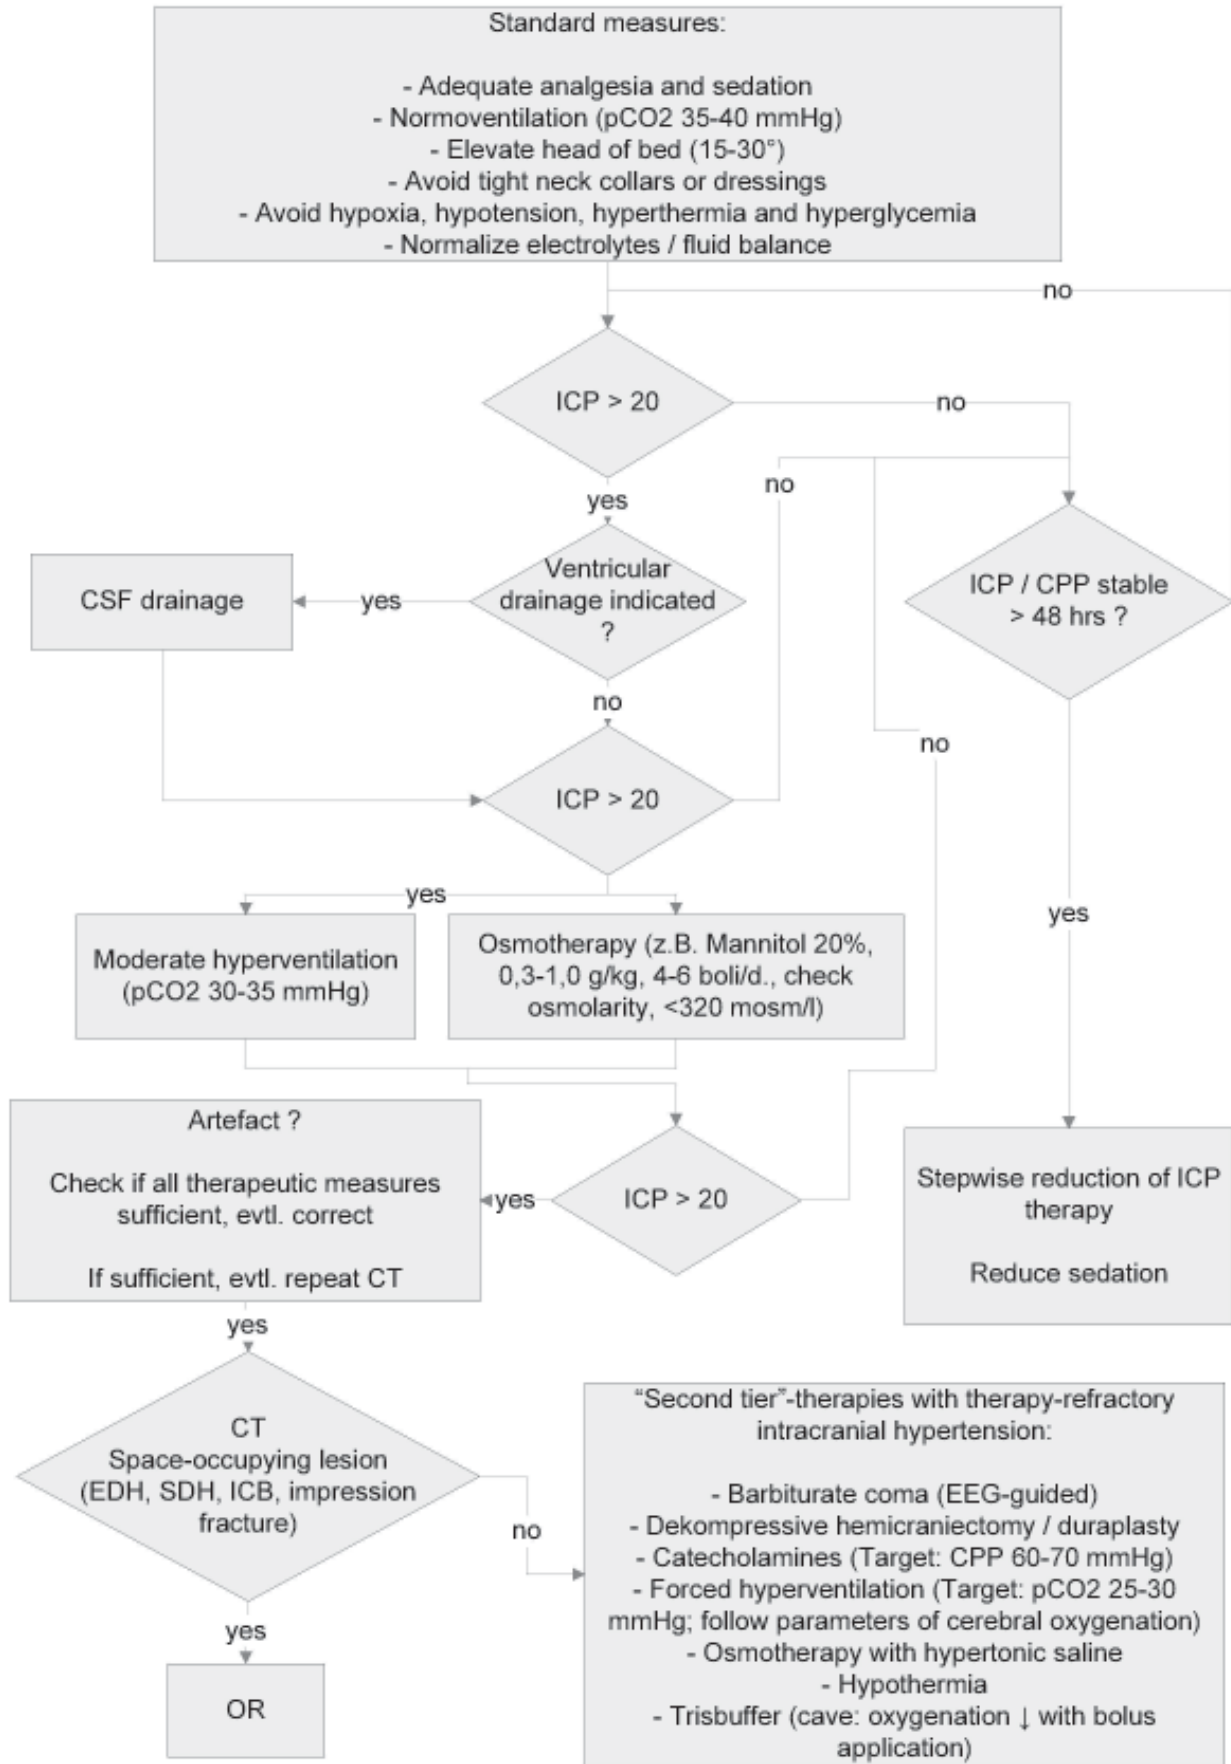 Standard measures:
- Adequate analgesia and sedation
- Normoventilation (pCO2 35-40 mmHg)
- Elevate head of bed (15-30°)
- Avoid tight neck collars or dressings
- Avoid hypoxia, hypotension, hyperthermia and hyperglycemia
- Normalize electrolytes / fluid balance
no
ICP > 20
no
yes
no
Ventricular
drainage indicated
?
yes
CSF drainage
ICP / CPP stable
> 48 hrs ?
no
no
ICP > 20
yes
yes
Moderate hyperventilation
(pCO2 30-35 mmHg)
Osmotherapy (z.B. Mannitol 20%,
0,3-1,0 g/kg, 4-6 boli/d., check
osmolarity, <320 mosm/l)
Artefact ?
Check if all therapeutic measures
sufficient, evtl. correct
If sufficient, evtl. repeat CT
yes
ICP > 20
Stepwise reduction of ICP
therapy
Reduce sedation
yes
CT
Space-occupying lesion
(EDH, SDH, ICB, impression
fracture)
no
yes
OR
“Second tier”-therapies with therapy-refractory
intracranial hypertension:
- Barbiturate coma (EEG-guided)
- Dekompressive hemicraniectomy / duraplasty
- Catecholamines (Target: CPP 60-70 mmHg)
- Forced hyperventilation (Target: pCO2 25-30
mmHg; follow parameters of cerebral oxygenation)
- Osmotherapy with hypertonic saline
- Hypothermia
- Trisbuffer (cave: oxygenation ↓ with bolus
application)